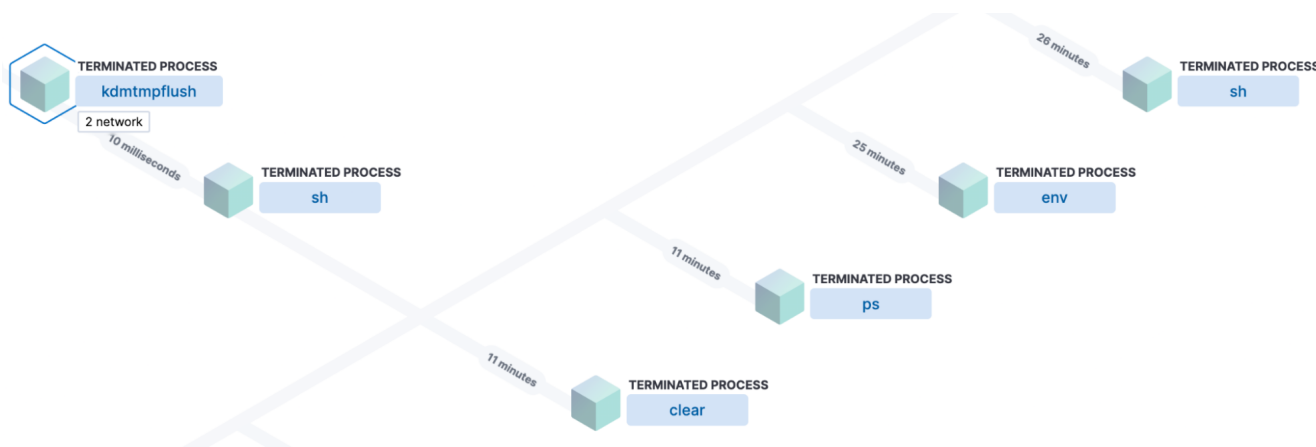 TERMINATED PROCESS
kdmtmpflush
2 network
10 milliseconds
TERMINATED PROCESS
sh
26 minutes
TERMINATED PROCESS
sh
25 minutes
TERMINATED PROCESS
env
11 minutes
TERMINATED PROCESS
ps
11 minutes
TERMINATED PROCESS
clear